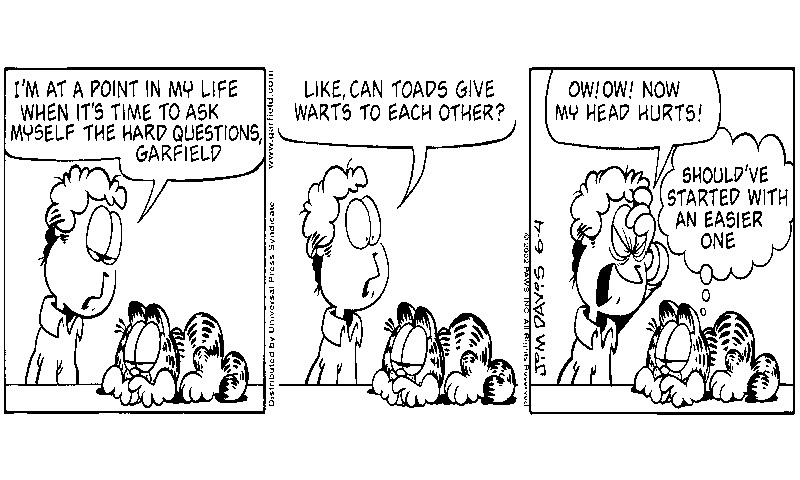 I'M AT A POINT IN MY LIFE
WHEN IT'S TIME TO ASK
MYSELF THE HARD QUESTIONS,
GARFIELD
www.garfield.com
Distributed by Universal Press Syndicate
LIKE, CAN TOADS GIVE
WARTS TO EACH OTHER?
OW! OW! NOW
MY HEAD HURTS!
SHOULD'VE
STARTED WITH
AN EASIER
ONE
JIM DAVIS 6-4
© 2002 PAWS, INC. All Rights Reserved